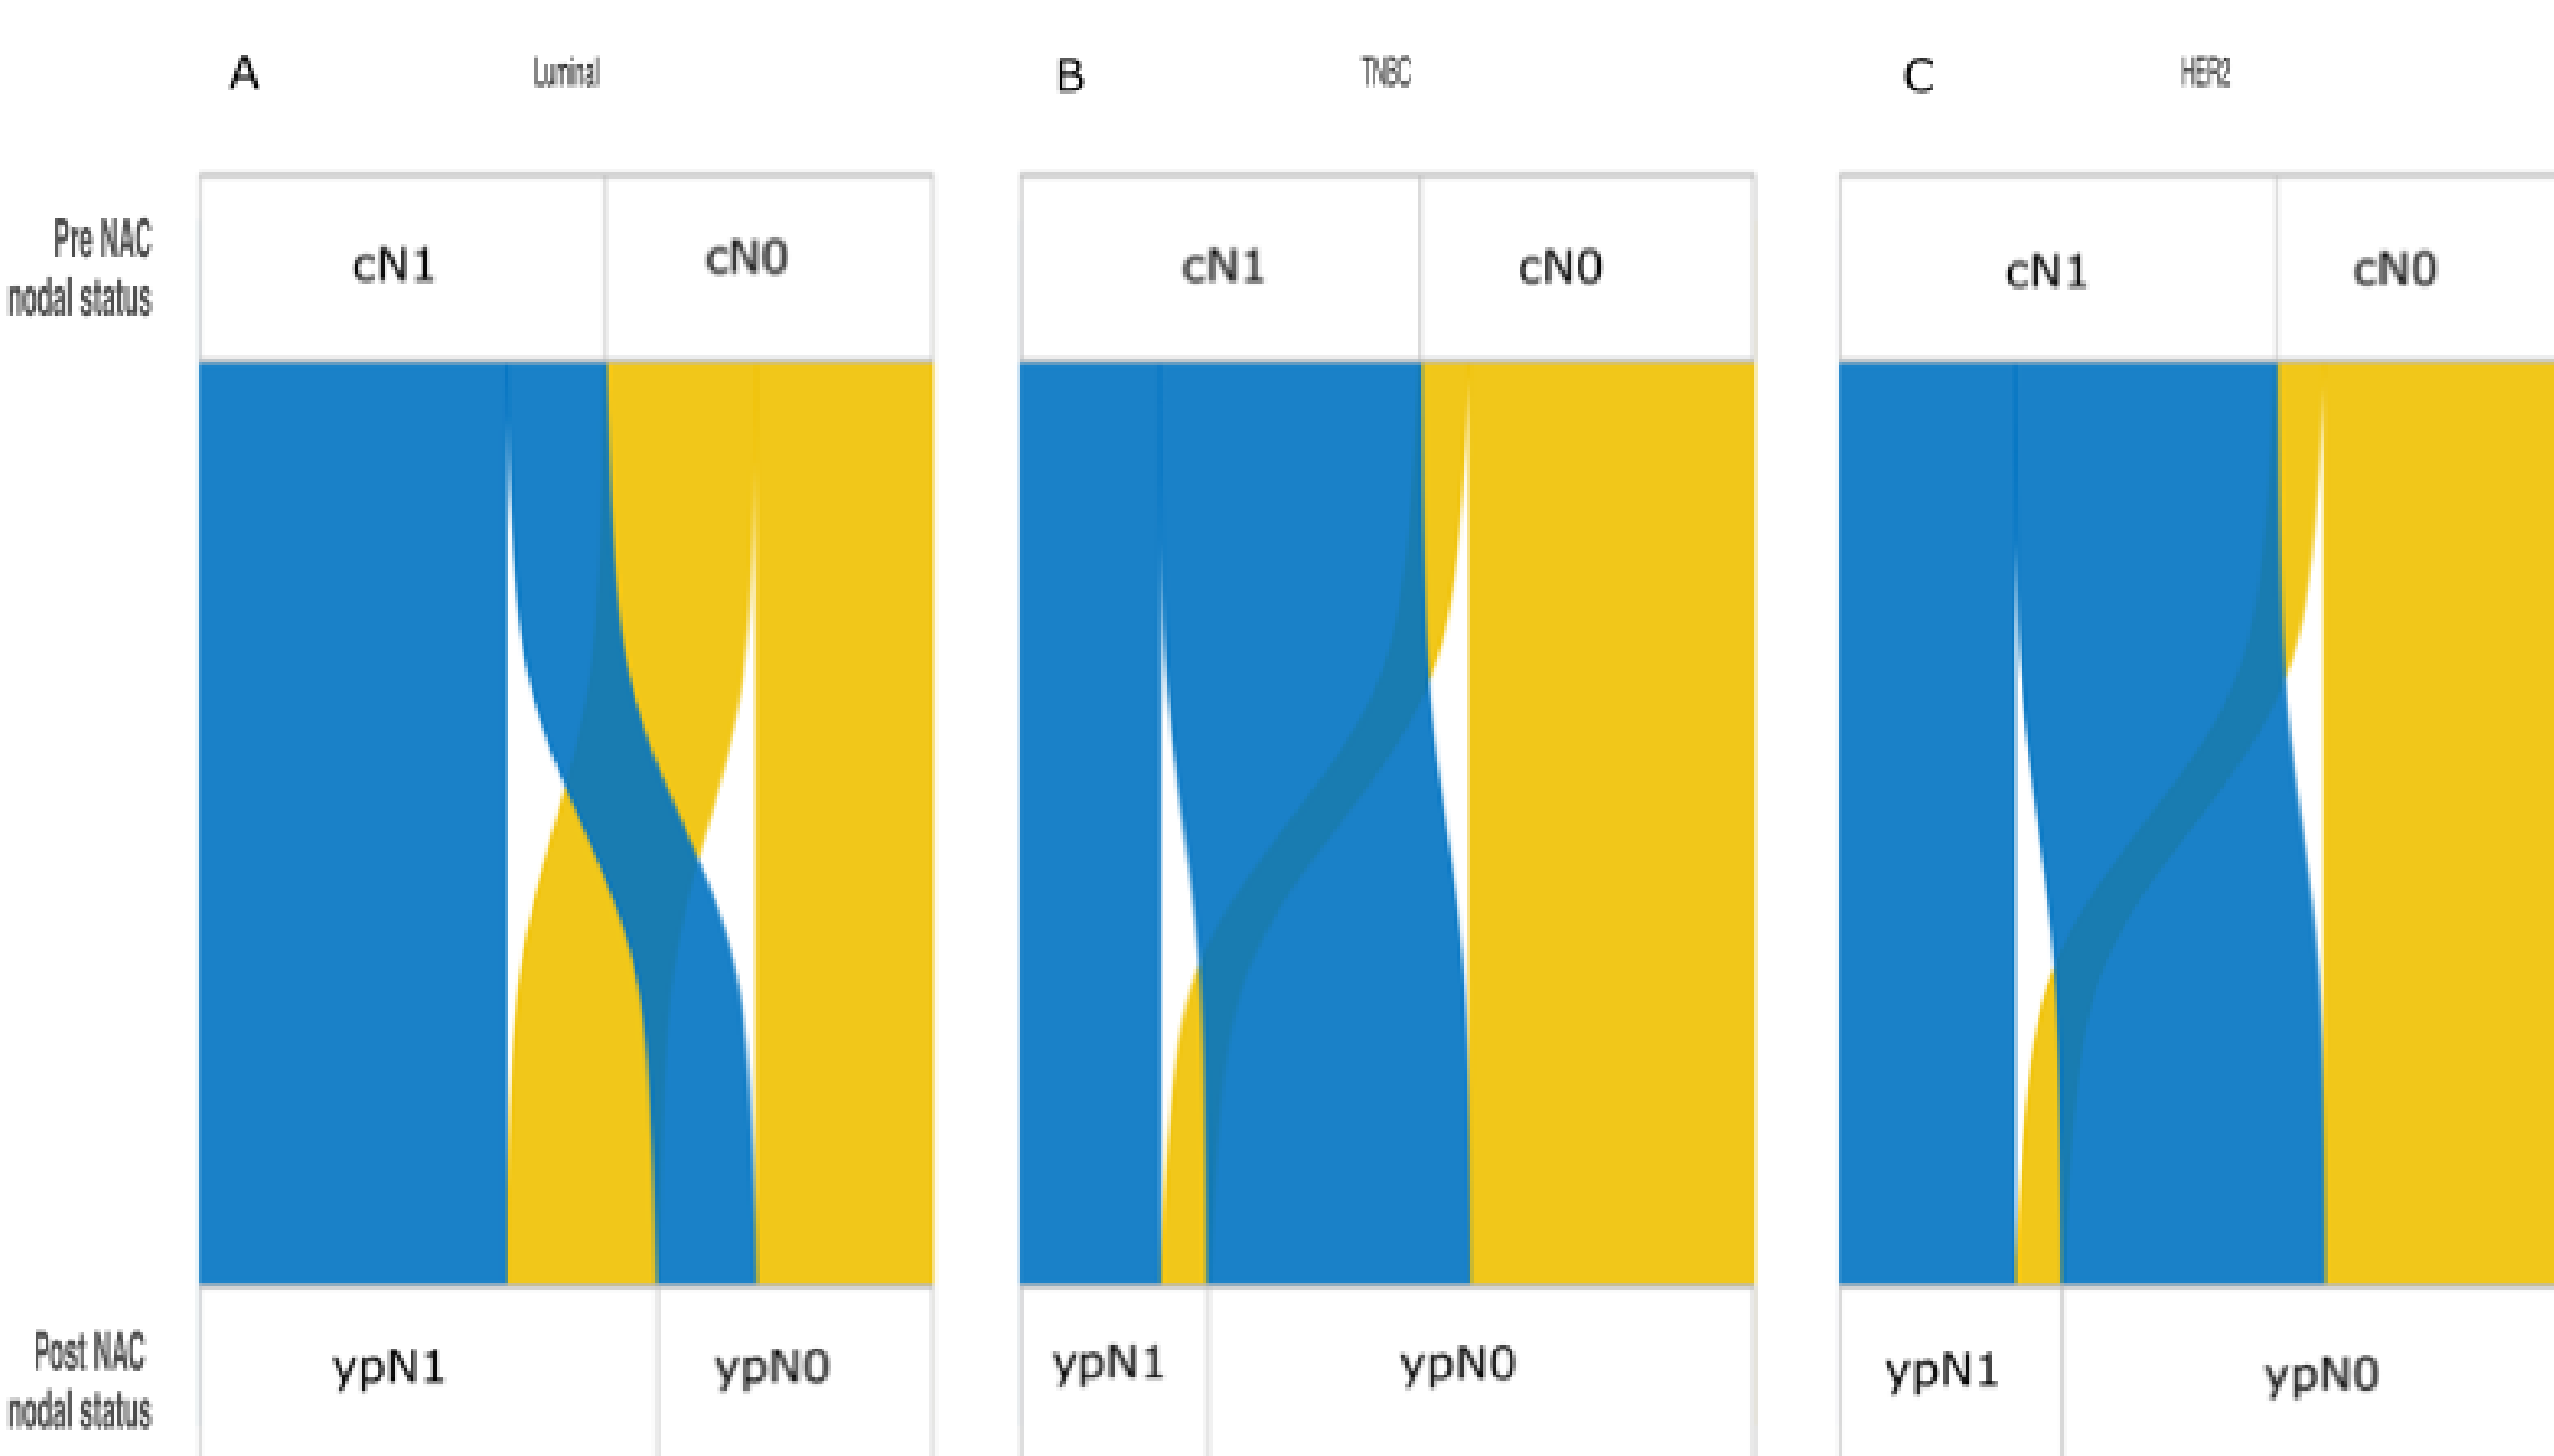 A Luminal B TNBC C HER2
Pre NAC
nodal status
cN1 cN0 cN1 cN0 cN1 cN0
Post NAC
nodal status
ypN1 ypN0 ypN1 ypN0 ypN1 ypN0